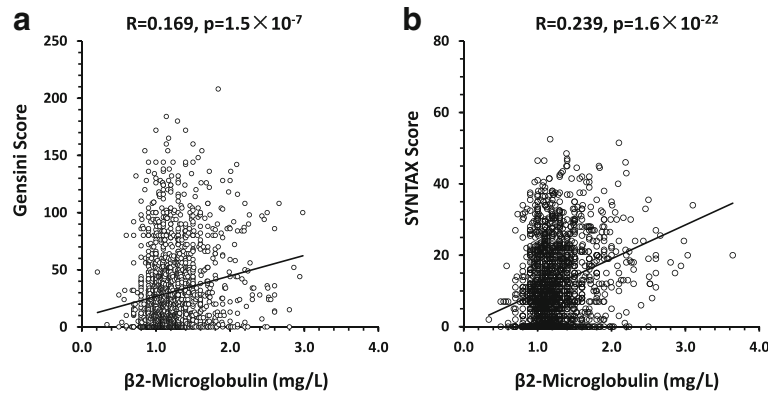 a
R=0.169, p=1.5×10⁻⁷
250
200
150
100
50
0
Gensini Score
0.0 1.0 2.0 3.0 4.0
β2-Microglobulin (mg/L)
b
R=0.239, p=1.6×10⁻²²
80
60
40
20
0
SYNTAX Score
0.0 1.0 2.0 3.0 4.0
β2-Microglobulin (mg/L)